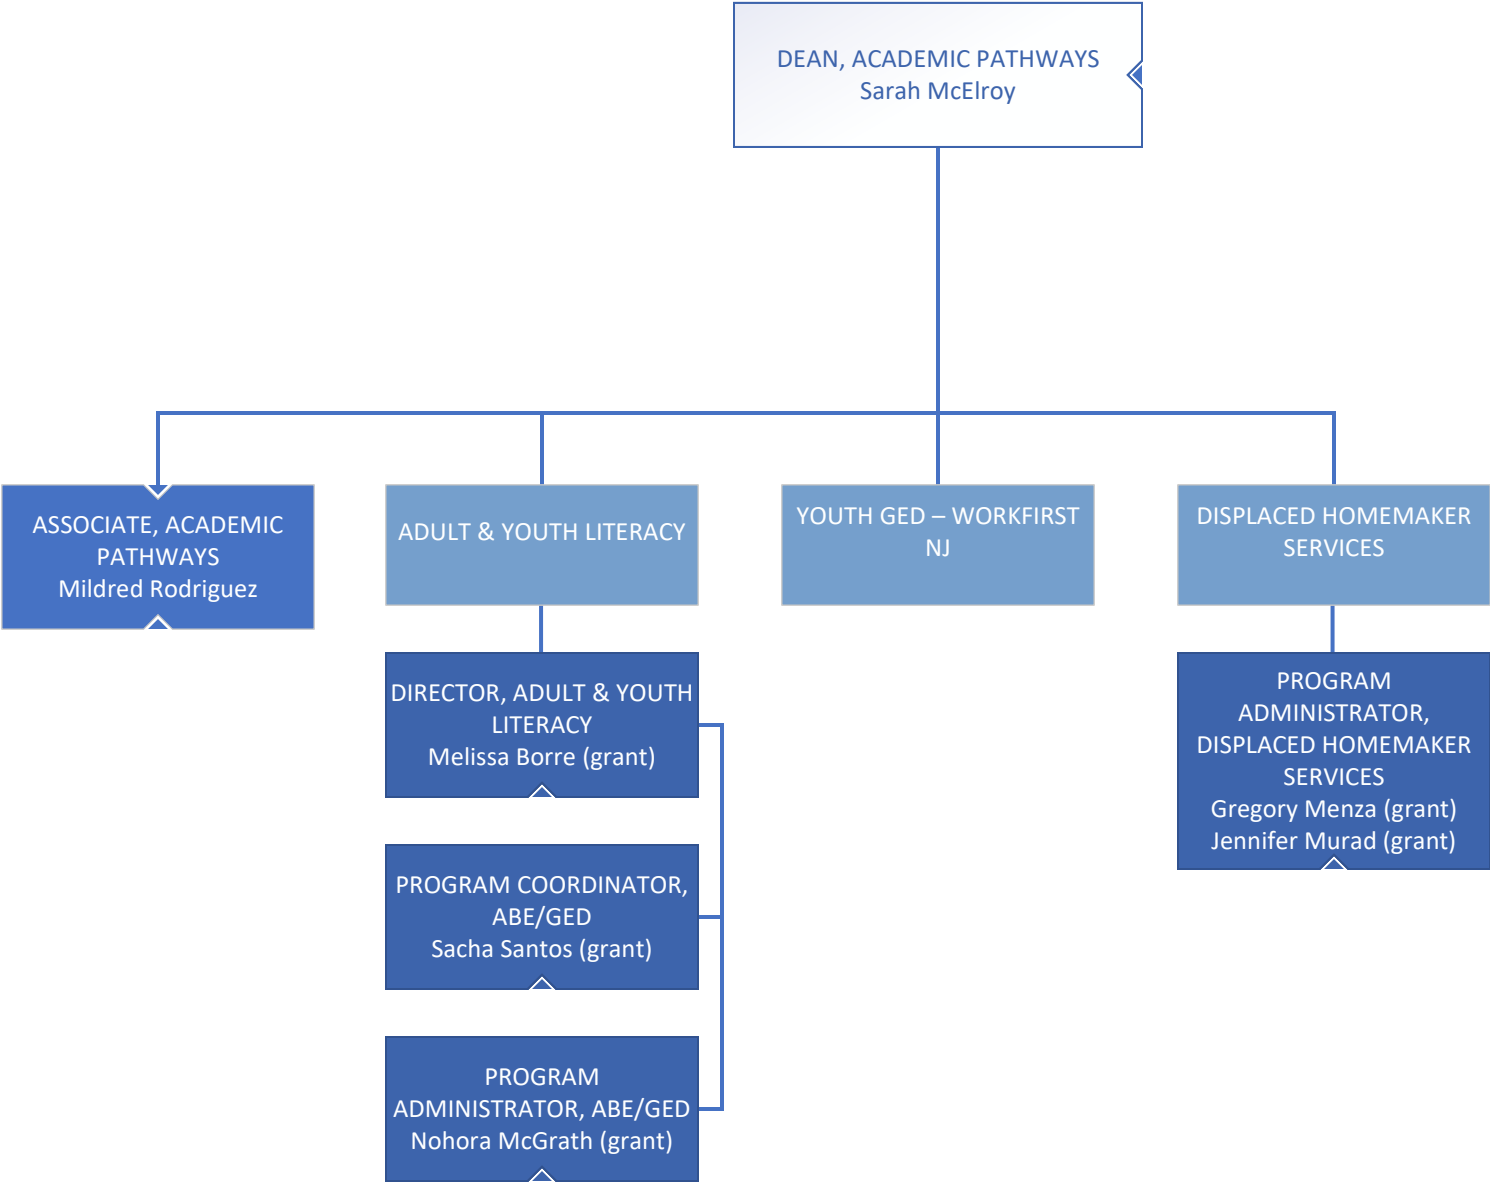 DEAN, ACADEMIC PATHWAYS
Sarah McElroy
ASSOCIATE, ACADEMIC
PATHWAYS
Mildred Rodriguez
ADULT & YOUTH LITERACY
YOUTH GED – WORKFIRST
NJ
DISPLACED HOMEMAKER
SERVICES
DIRECTOR, ADULT & YOUTH
LITERACY
Melissa Borre (grant)
PROGRAM COORDINATOR,
ABE/GED
Sacha Santos (grant)
PROGRAM
ADMINISTRATOR, ABE/GED
Nohora McGrath (grant)
PROGRAM
ADMINISTRATOR,
DISPLACED HOMEMAKER
SERVICES
Gregory Menza (grant)
Jennifer Murad (grant)